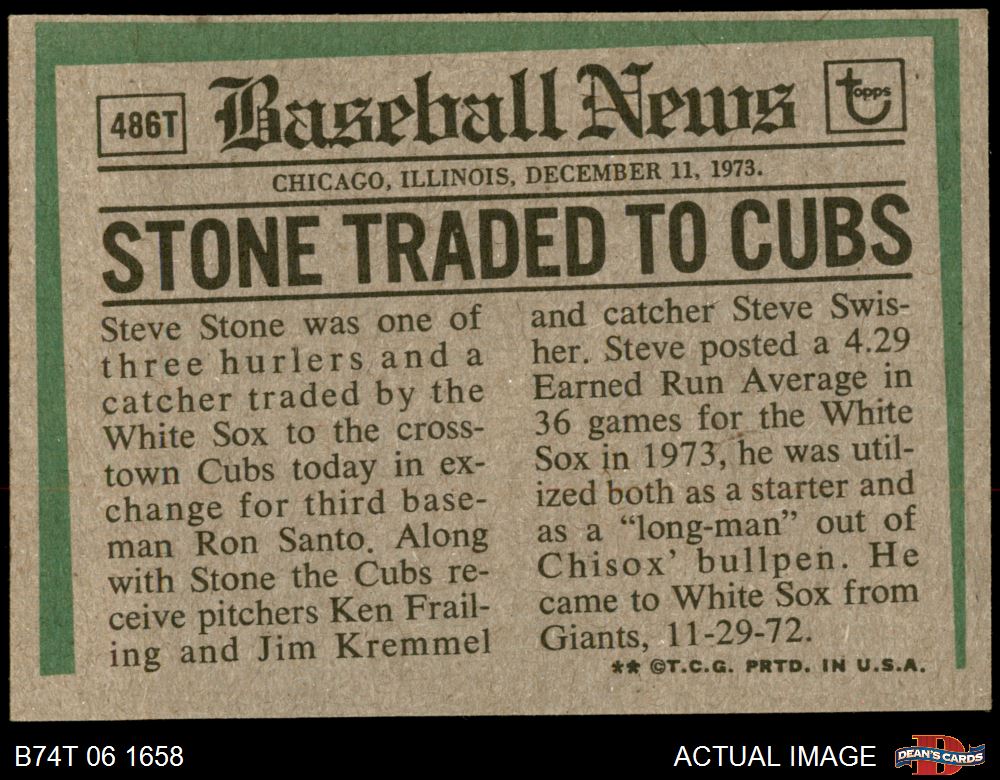 486T Baseball News topps
CHICAGO, ILLINOIS, DECEMBER 11, 1973.
STONE TRADED TO CUBS
Steve Stone was one of
three hurlers and a
catcher traded by the
White Sox to the cross-
town Cubs today in ex-
change for third base-
man Ron Santo. Along
with Stone the Cubs re-
ceive pitchers Ken Frail-
ing and Jim Kremmel
and catcher Steve Swis-
her. Steve posted a 4.29
Earned Run Average in
36 games for the White
Sox in 1973, he was util-
ized both as a starter and
as a “long-man” out of
Chisox’ bullpen. He
came to White Sox from
Giants, 11-29-72.
** ©T.C.G. PRTD. IN U.S.A.
B74T 06 1658
ACTUAL IMAGE
D
DEAN'S CARDS